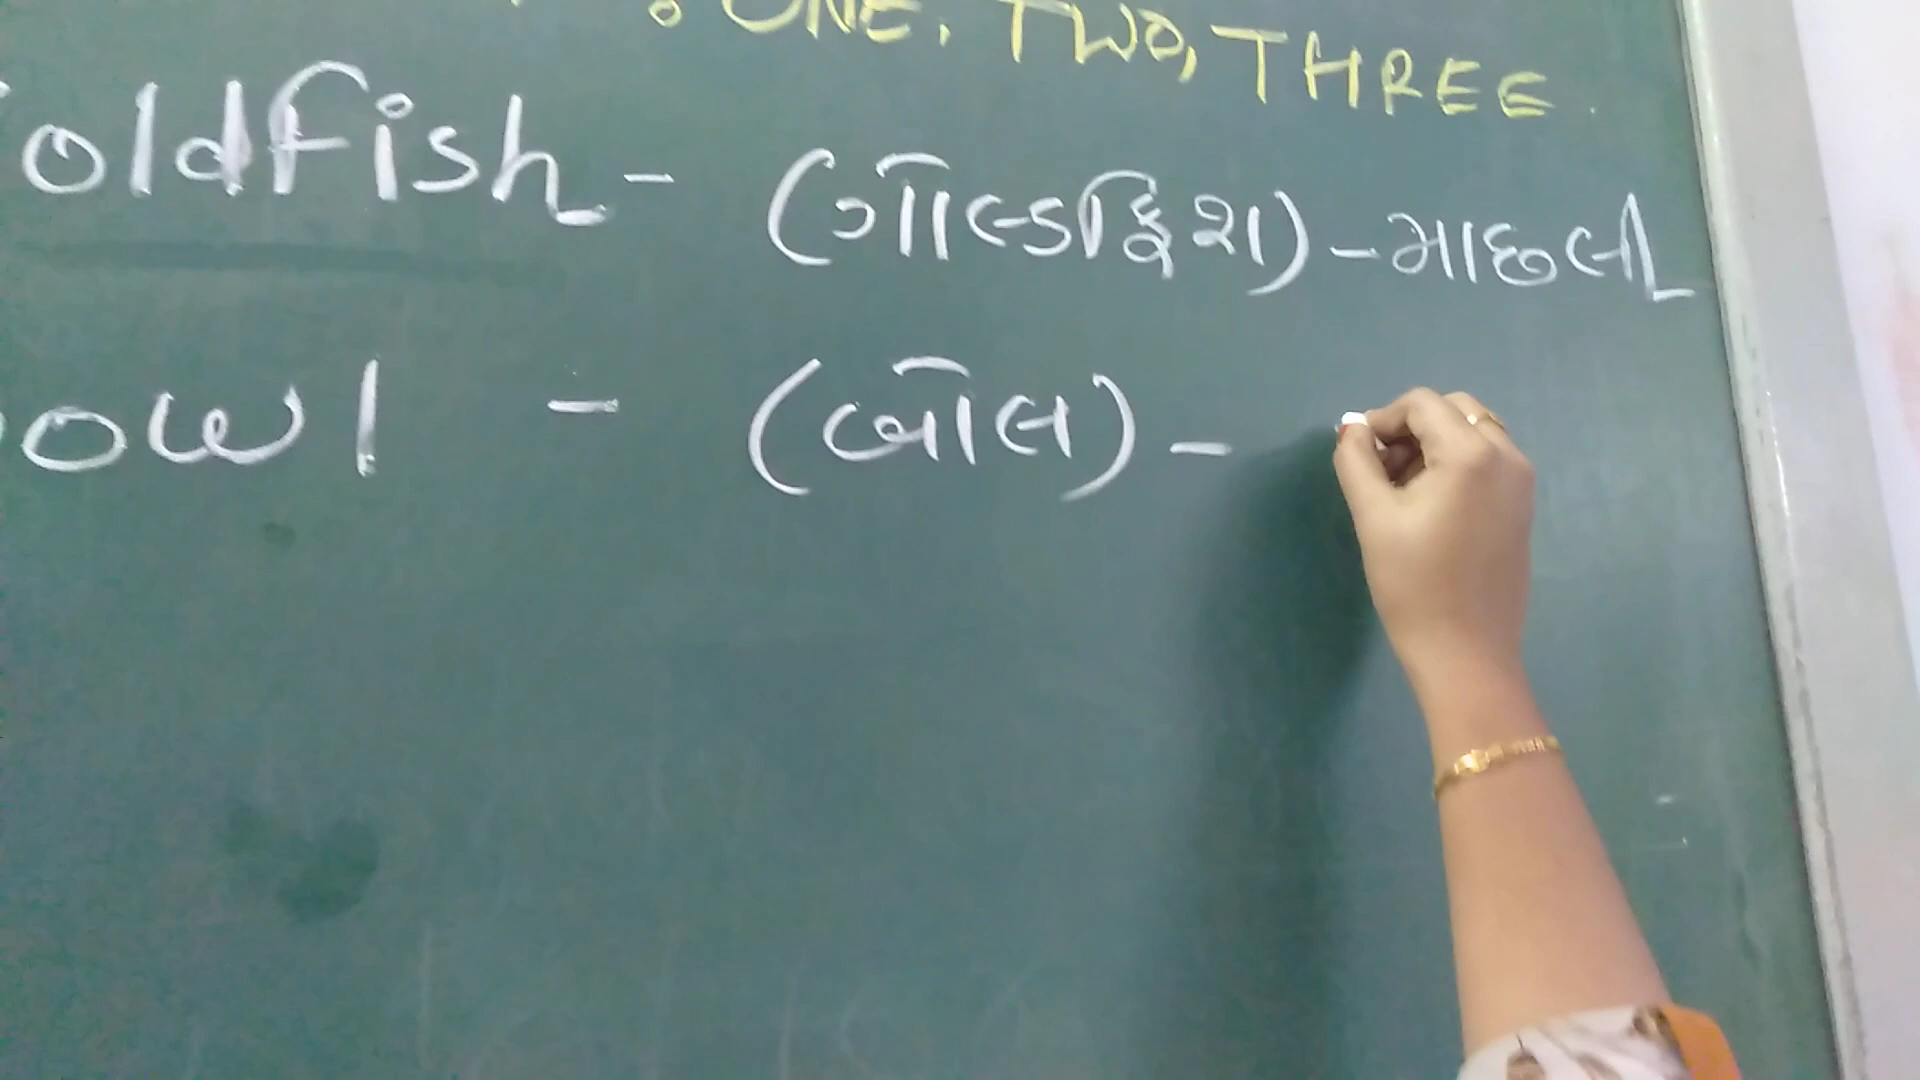 ONE. TWO, THREE.
oldfish - (ગૉલ્ડફિશ) - માછલી
owl - (બૉલ) -